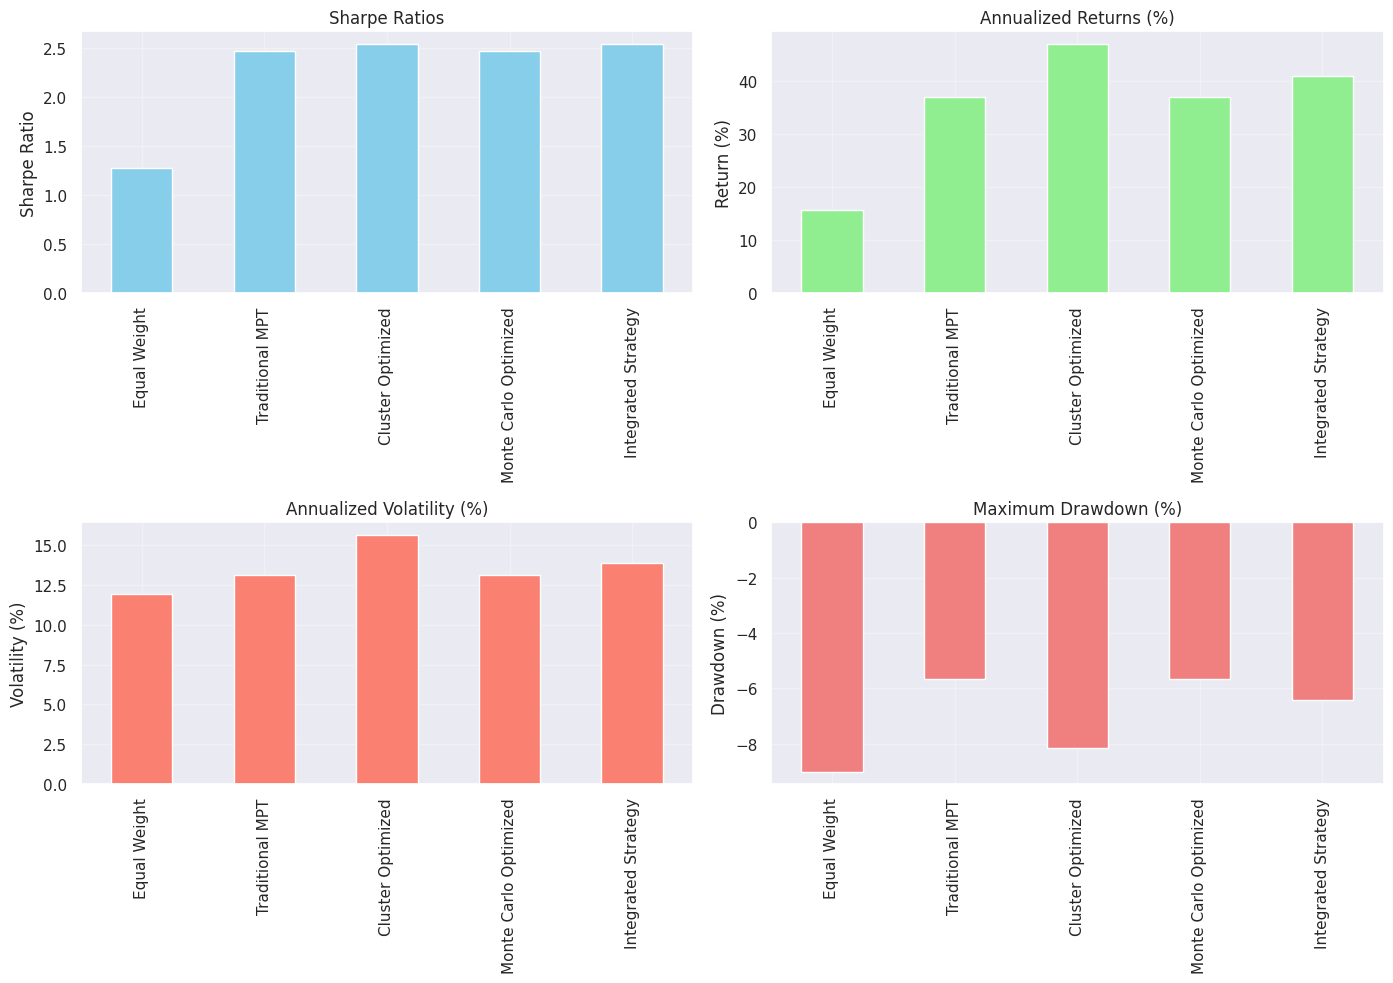 Sharpe Ratios
Sharpe Ratio
2.5
2.0
1.5
1.0
0.5
0.0
Equal Weight
Traditional MPT
Cluster Optimized
Monte Carlo Optimized
Integrated Strategy
Annualized Returns (%)
Return (%)
40
30
20
10
0
Equal Weight
Traditional MPT
Cluster Optimized
Monte Carlo Optimized
Integrated Strategy
Annualized Volatility (%)
Volatility (%)
15.0
12.5
10.0
7.5
5.0
2.5
0.0
Equal Weight
Traditional MPT
Cluster Optimized
Monte Carlo Optimized
Integrated Strategy
Maximum Drawdown (%)
Drawdown (%)
0
−2
−4
−6
−8
Equal Weight
Traditional MPT
Cluster Optimized
Monte Carlo Optimized
Integrated Strategy